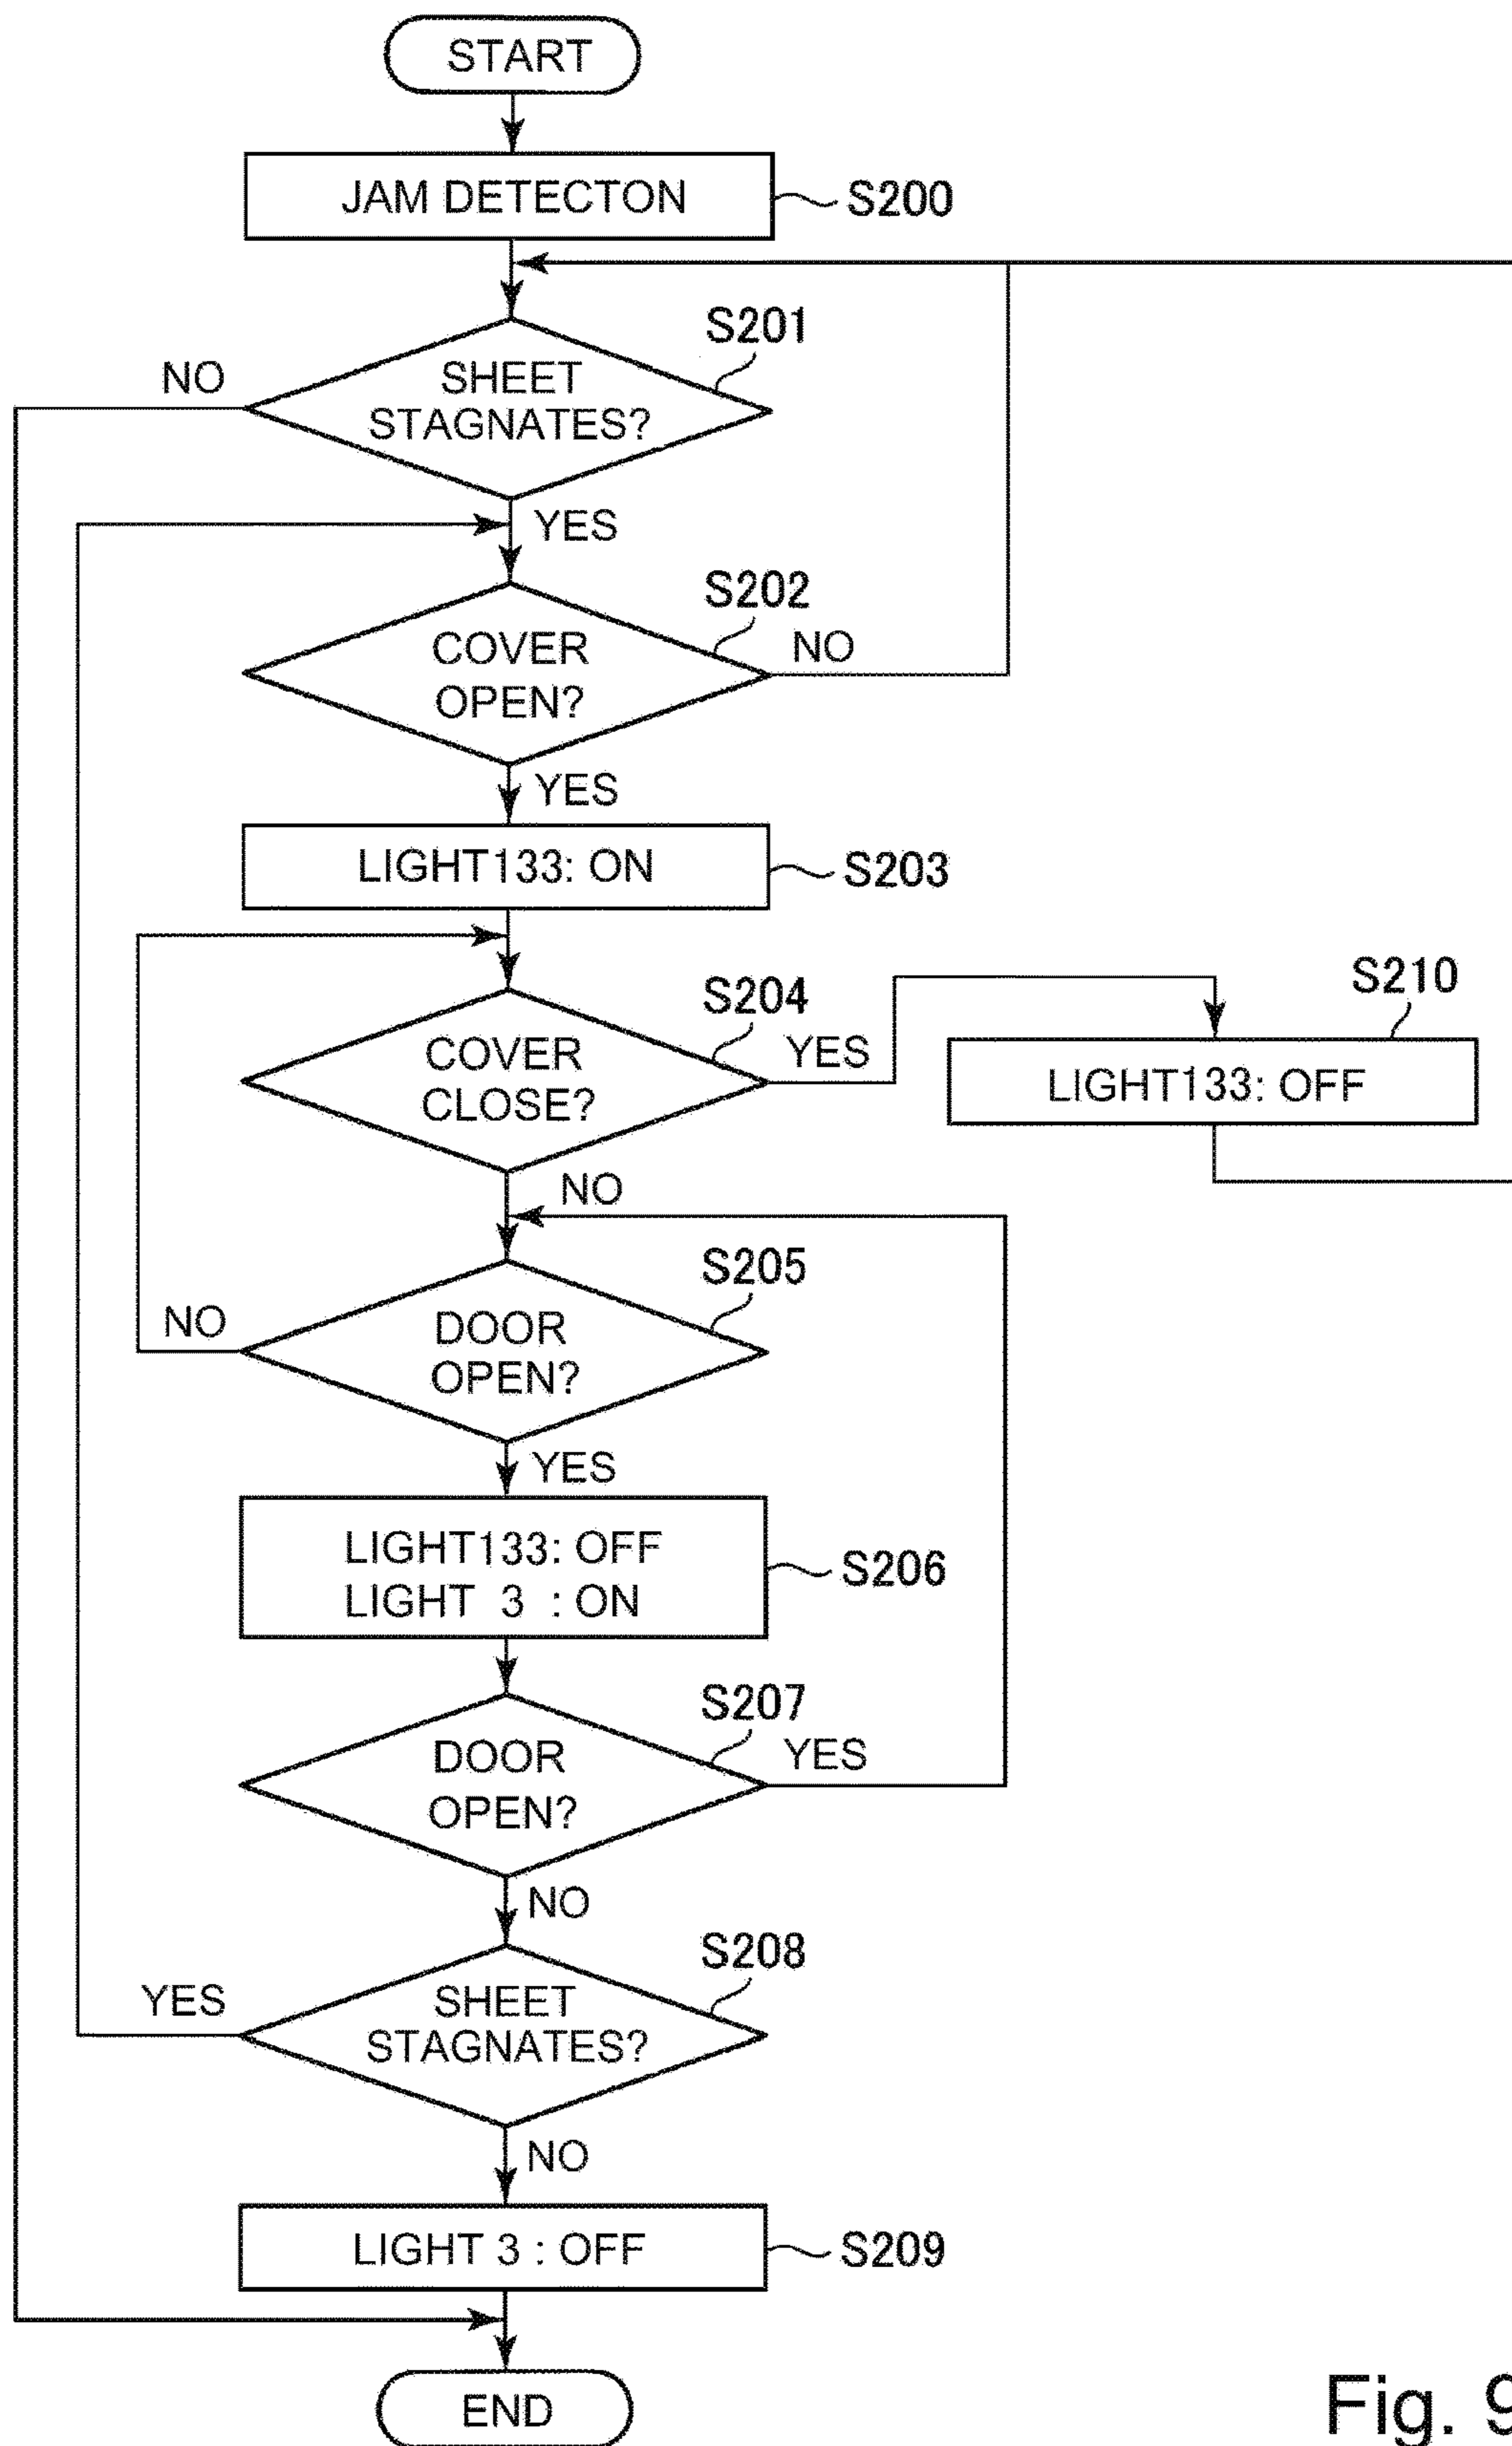 START
JAM DETECTON
S200
S201
NO
SHEET
STAGNATES?
YES
S202
COVER
OPEN?
NO
YES
LIGHT133: ON
S203
S204
COVER
CLOSE?
YES
S210
LIGHT133: OFF
NO
S205
NO
DOOR
OPEN?
YES
LIGHT133: OFF
LIGHT 3 : ON
S206
S207
DOOR
OPEN?
YES
NO
S208
YES
SHEET
STAGNATES?
NO
LIGHT 3 : OFF
S209
END
Fig. 9